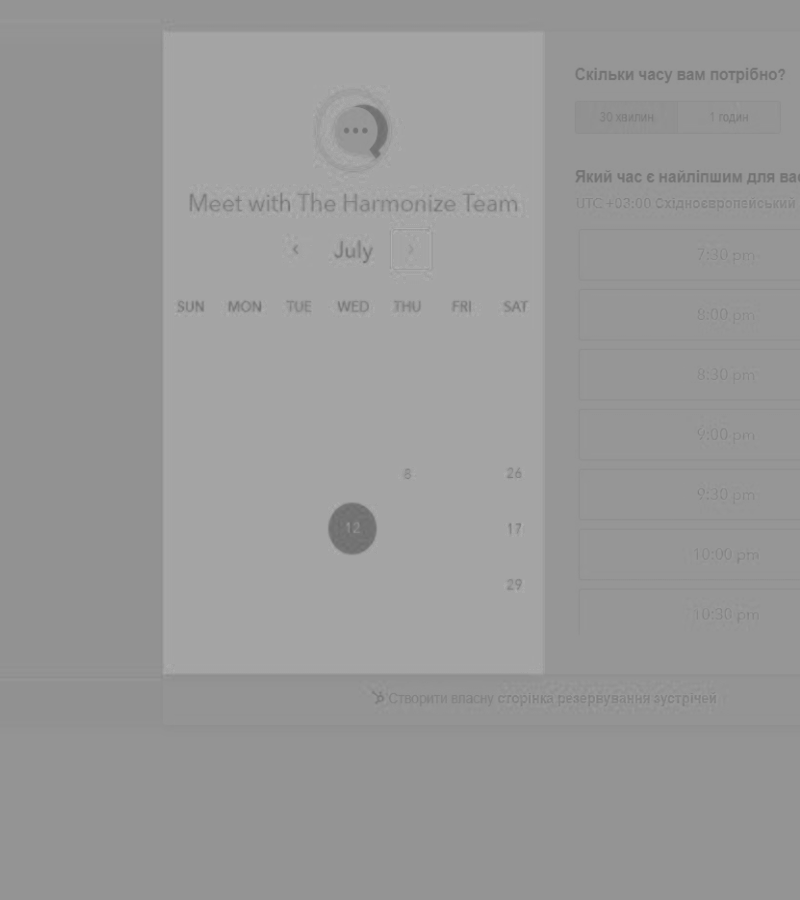 Meet with The Harmonize Team
July
SUN MON TUE WED THU FRI SAT
8 26
12 17
29
Скільки часу вам потрібно?
30 хвилин 1 годин
Який час є найліпшим для вас
UTC +03:00 Східноєвропейський
7:30 pm
8:00 pm
8:30 pm
9:00 pm
9:30 pm
10:00 pm
10:30 pm
Створити власну сторінка резервування зустрічей